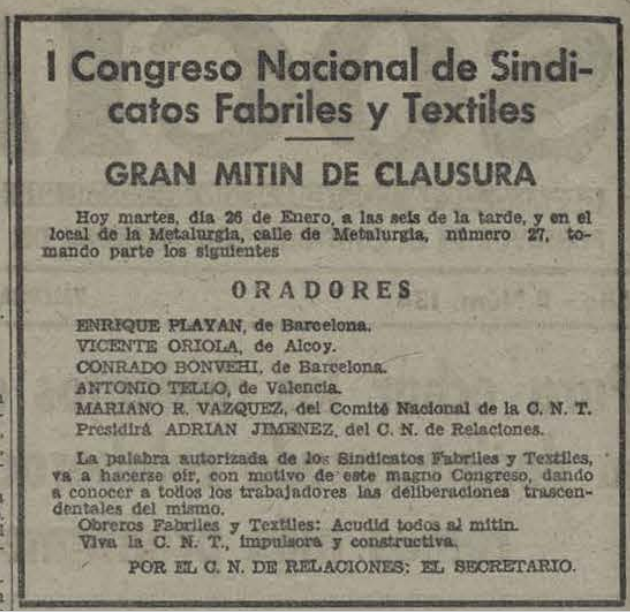 I Congreso Nacional de Sindi-
catos Fabriles y Textiles
GRAN MITIN DE CLAUSURA
Hoy martes, día 26 de Enero, a las seis de la tarde, y en el
local de la Metalurgia, calle de Metalurgia, número 27, to-
mando parte los siguientes
ORADORES
ENRIQUE PLAYAN, de Barcelona.
VICENTE ORIOLA, de Alcoy.
CONRADO BONVEHI, de Barcelona.
ANTONIO TELLO, de Valencia.
MARIANO R. VAZQUEZ, del Comité Nacional de la C. N. T.
Presidirá ADRIAN JIMENEZ, del C. N. de Relaciones.
La palabra autorizada de los Sindicatos Fabriles y Textiles,
va a hacerse oír, con motivo de este magno Congreso, dando
a conocer a todos los trabajadores las deliberaciones trascen-
dentales del mismo.
Obreros Fabriles y Textiles: Acudid todos al mitin.
Viva la C. N. T., impulsora y constructiva.
POR EL C. N. DE RELACIONES: EL SECRETARIO.